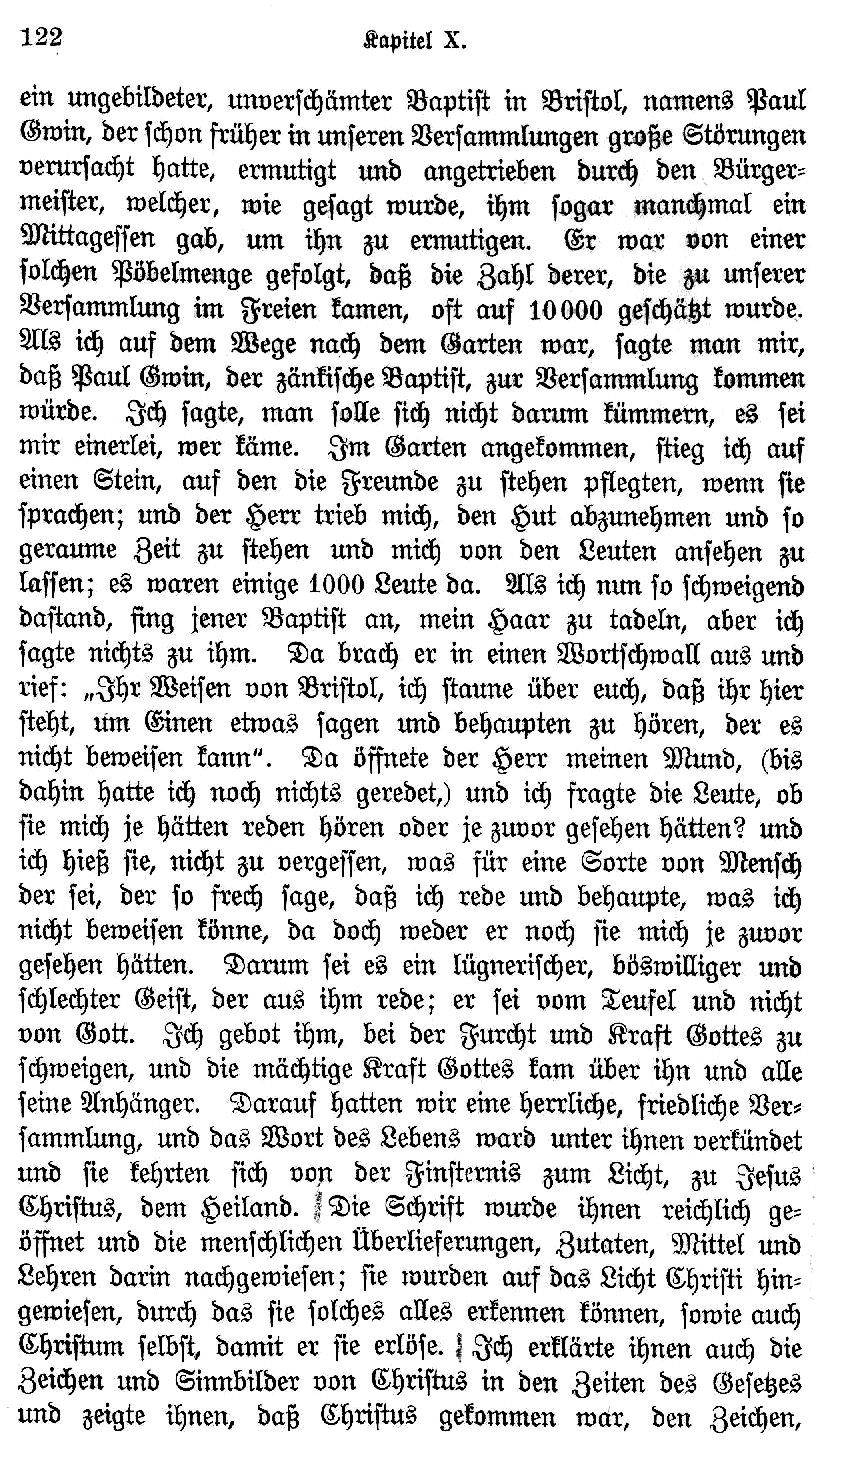 122 Kapitel X.
ein ungebildeter, unverschämter Baptist in Bristol, namens Paul
Gwin, der schon früher in unseren Versammlungen große Störungen
verursacht hatte, ermutigt und angetrieben durch den Bürger-
meister, welcher, wie gesagt wurde, ihm sogar manchmal ein
Mittagessen gab, um ihn zu ermutigen. Er war von einer
solchen Pöbelmenge gefolgt, daß die Zahl derer, die zu unserer
Versammlung im Freien kamen, oft auf 10000 geschätzt wurde.
Als ich auf dem Wege nach dem Garten war, sagte man mir,
daß Paul Gwin, der zänkische Baptist, zur Versammlung kommen
würde. Ich sagte, man solle sich nicht darum kümmern, es sei
mir einerlei, wer käme. Im Garten angekommen, stieg ich auf
einen Stein, auf den die Freunde zu stehen pflegten, wenn sie
sprachen; und der Herr trieb mich, den Hut abzunehmen und so
geraume Zeit zu stehen und mich von den Leuten ansehen zu
lassen; es waren einige 1000 Leute da. Als ich nun so schweigend
dastand, fing jener Baptist an, mein Haar zu tadeln, aber ich
sagte nichts zu ihm. Da brach er in einen Wortschwall aus und
rief: „Ihr Weisen von Bristol, ich staune über euch, daß ihr hier
steht, um Einen etwas sagen und behaupten zu hören, der es
nicht beweisen kann“. Da öffnete der Herr meinen Mund, (bis
dahin hatte ich noch nichts geredet,) und ich fragte die Leute, ob
sie mich je hätten reden hören oder je zuvor gesehen hätten? und
ich hieß sie, nicht zu vergessen, was für eine Sorte von Mensch
der sei, der so frech sage, daß ich rede und behaupte, was ich
nicht beweisen könne, da doch weder er noch sie mich je zuvor
gesehen hätten. Darum sei es ein lügnerischer, böswilliger und
schlechter Geist, der aus ihm rede; er sei vom Teufel und nicht
von Gott. Ich gebot ihm, bei der Furcht und Kraft Gottes zu
schweigen, und die mächtige Kraft Gottes kam über ihn und alle
seine Anhänger. Darauf hatten wir eine herrliche, friedliche Ver-
sammlung, und das Wort des Lebens ward unter ihnen verkündet
und sie kehrten sich von der Finsternis zum Licht, zu Jesus
Christus, dem Heiland. Die Schrift wurde ihnen reichlich ge-
öffnet und die menschlichen Überlieferungen, Zutaten, Mittel und
Lehren darin nachgewiesen; sie wurden auf das Licht Christi hin-
gewiesen, durch das sie solches alles erkennen können, sowie auch
Christum selbst, damit er sie erlöse. Ich erklärte ihnen auch die
Zeichen und Sinnbilder von Christus in den Zeiten des Gesetzes
und zeigte ihnen, daß Christus gekommen war, den Zeichen,